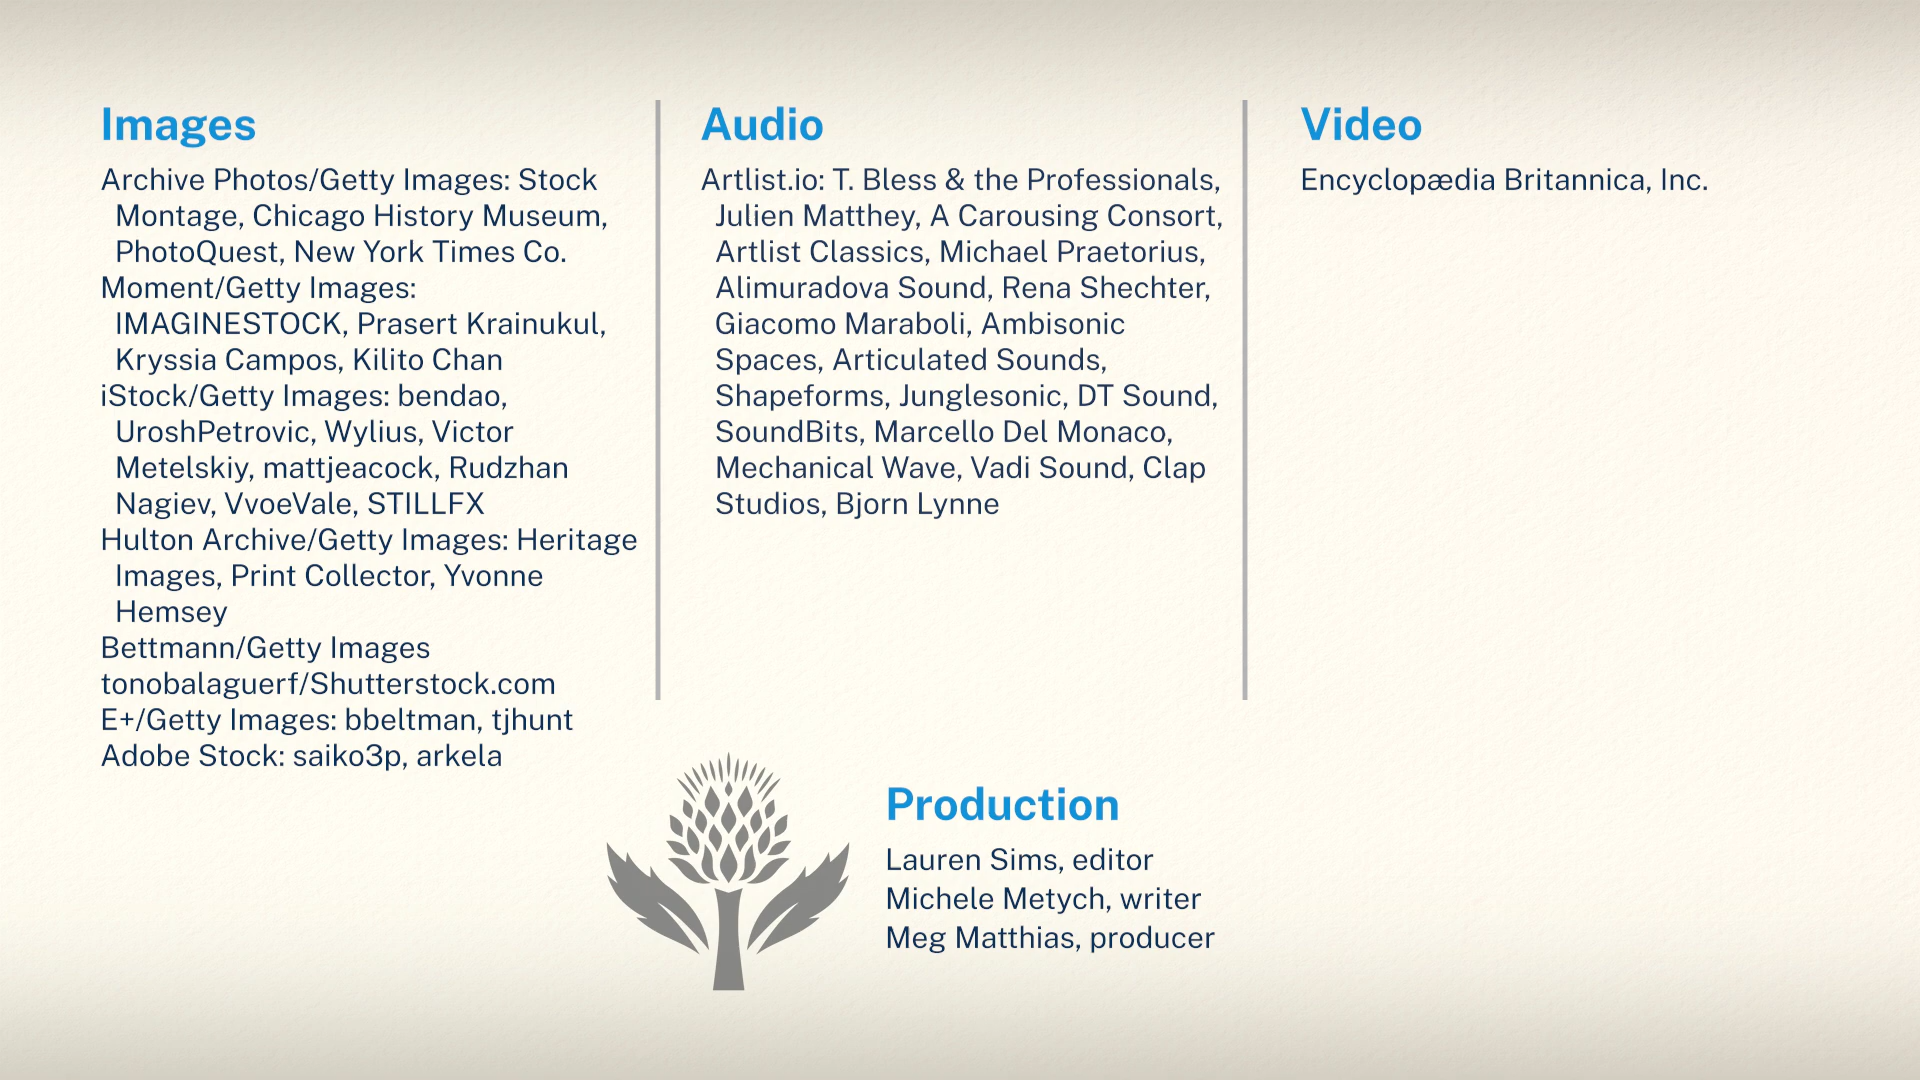 Images
Archive Photos/Getty Images: Stock
Montage, Chicago History Museum,
PhotoQuest, New York Times Co.
Moment/Getty Images:
IMAGINESTOCK, Prasert Krainukul,
Kryssia Campos, Kilito Chan
iStock/Getty Images: bendao,
UroshPetrovic, Wylius, Victor
Metelskiy, mattjeacock, Rudzhan
Nagiev, VvoeVale, STILLFX
Hulton Archive/Getty Images: Heritage
Images, Print Collector, Yvonne
Hemsey
Bettmann/Getty Images
tonobalaguerf/Shutterstock.com
E+/Getty Images: bbeltman, tjhunt
Adobe Stock: saiko3p, arkela
Audio
Artlist.io: T. Bless & the Professionals,
Julien Matthey, A Carousing Consort,
Artlist Classics, Michael Praetorius,
Alimuradova Sound, Rena Shechter,
Giacomo Maraboli, Ambisonic
Spaces, Articulated Sounds,
Shapeforms, Junglesonic, DT Sound,
SoundBits, Marcello Del Monaco,
Mechanical Wave, Vadi Sound, Clap
Studios, Bjorn Lynne
Video
Encyclopædia Britannica, Inc.
Production
Lauren Sims, editor
Michele Metych, writer
Meg Matthias, producer